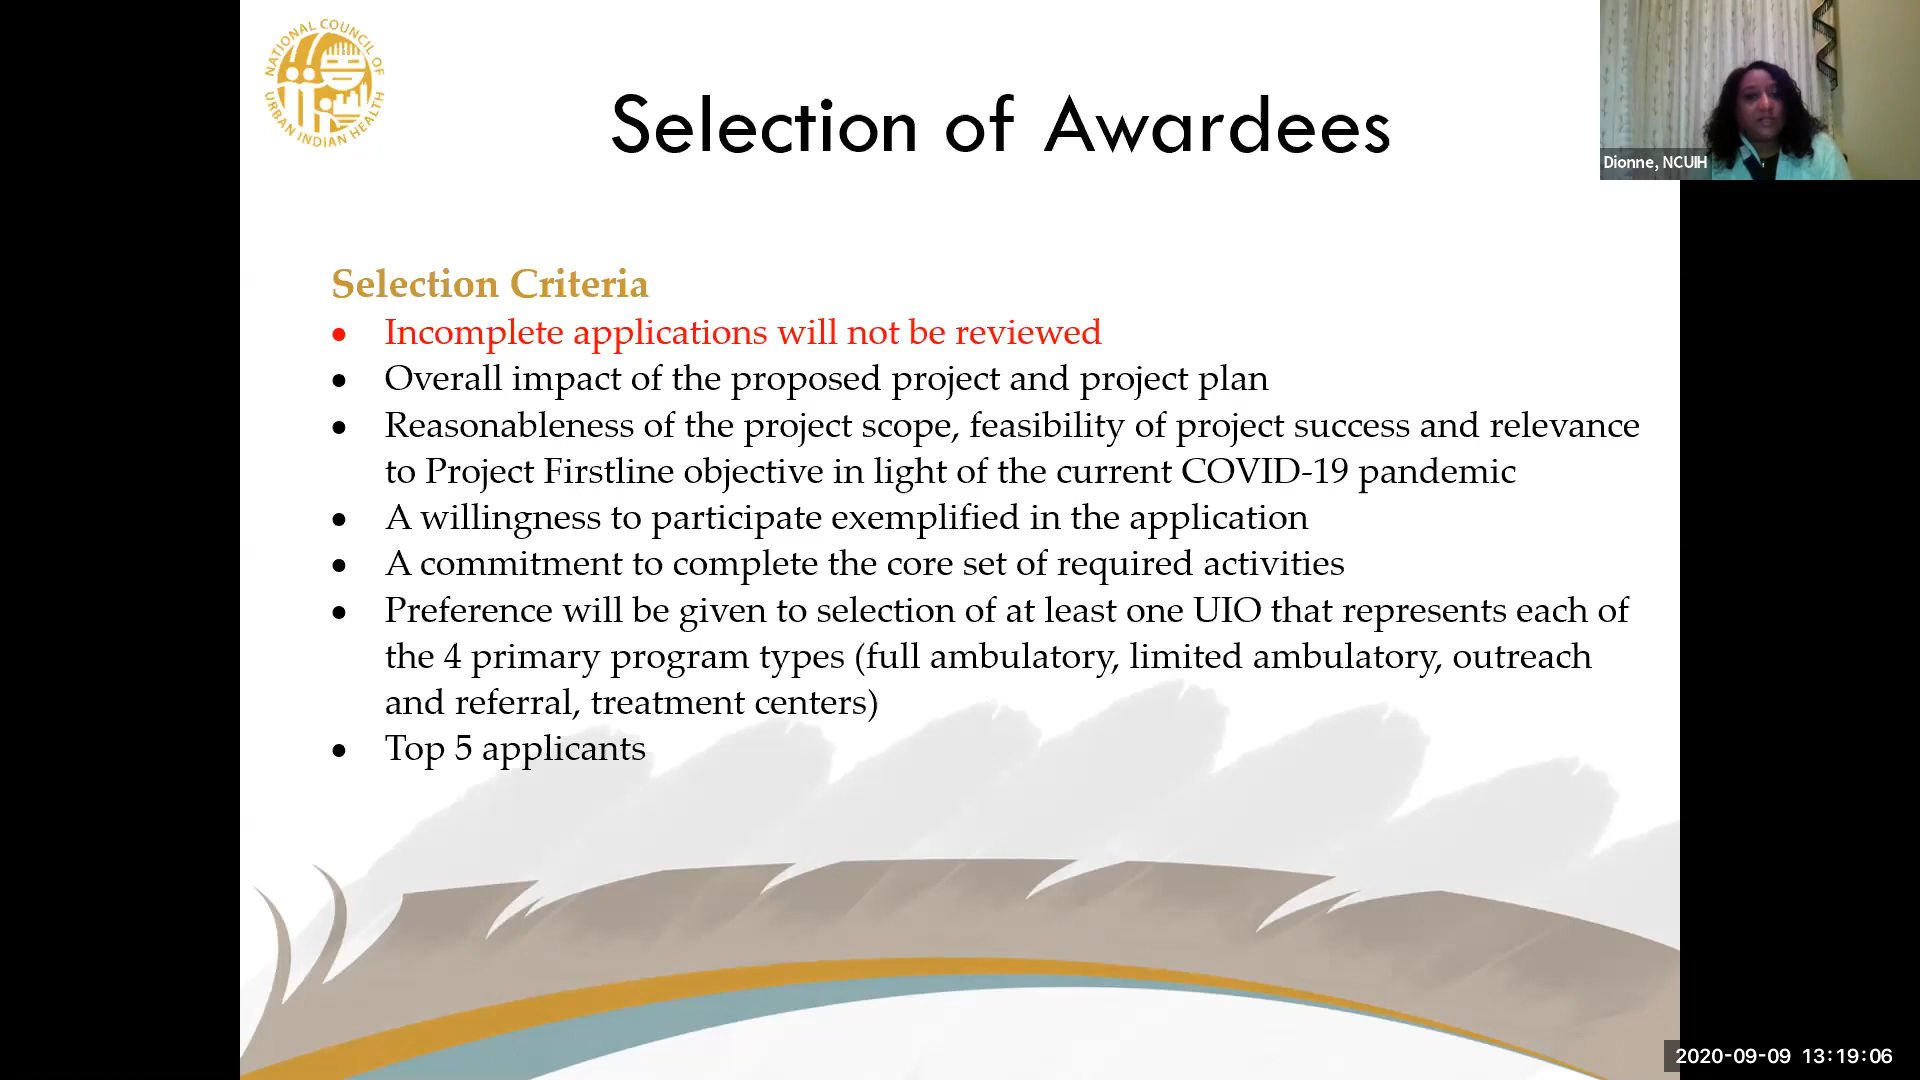 NATIONAL COUNCIL OF
URBAN INDIAN HEALTH
Selection of Awardees
Dionne, NCUIH
Selection Criteria
• Incomplete applications will not be reviewed
• Overall impact of the proposed project and project plan
• Reasonableness of the project scope, feasibility of project success and relevance
to Project Firstline objective in light of the current COVID-19 pandemic
• A willingness to participate exemplified in the application
• A commitment to complete the core set of required activities
• Preference will be given to selection of at least one UIO that represents each of
the 4 primary program types (full ambulatory, limited ambulatory, outreach
and referral, treatment centers)
• Top 5 applicants
2020-09-09 13:19:06